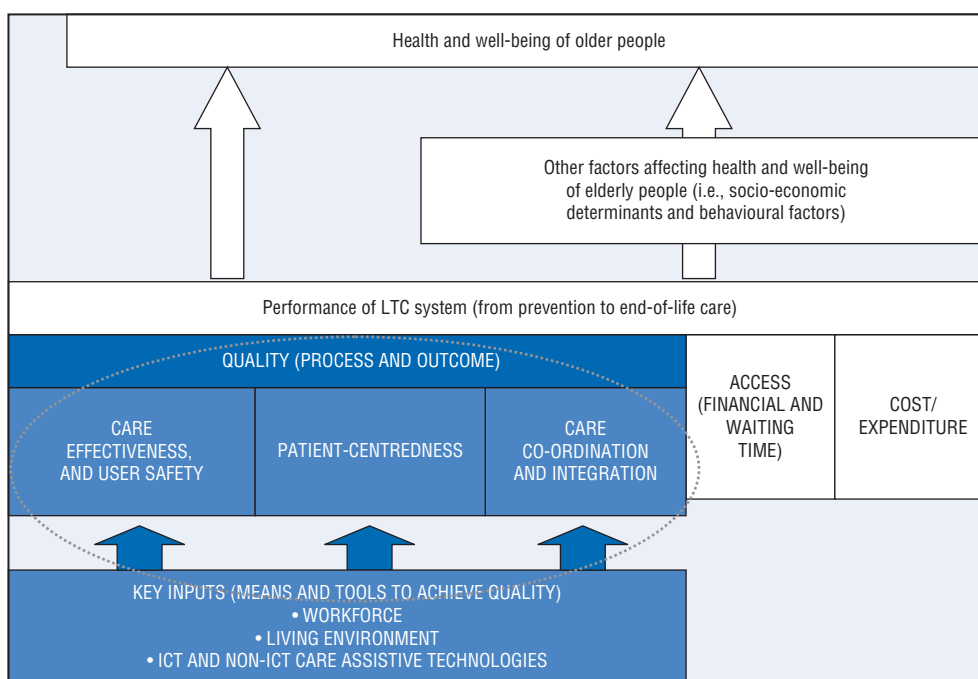 Health and well-being of older people
Other factors affecting health and well-being
of elderly people (i.e., socio-economic
determinants and behavioural factors)
Performance of LTC system (from prevention to end-of-life care)
QUALITY (PROCESS AND OUTCOME)
CARE
EFFECTIVENESS,
AND USER SAFETY
PATIENT-CENTREDNESS
CARE
CO-ORDINATION
AND INTEGRATION
ACCESS
(FINANCIAL AND
WAITING
TIME)
COST/
EXPENDITURE
KEY INPUTS (MEANS AND TOOLS TO ACHIEVE QUALITY)
• WORKFORCE
• LIVING ENVIRONMENT
• ICT AND NON-ICT CARE ASSISTIVE TECHNOLOGIES